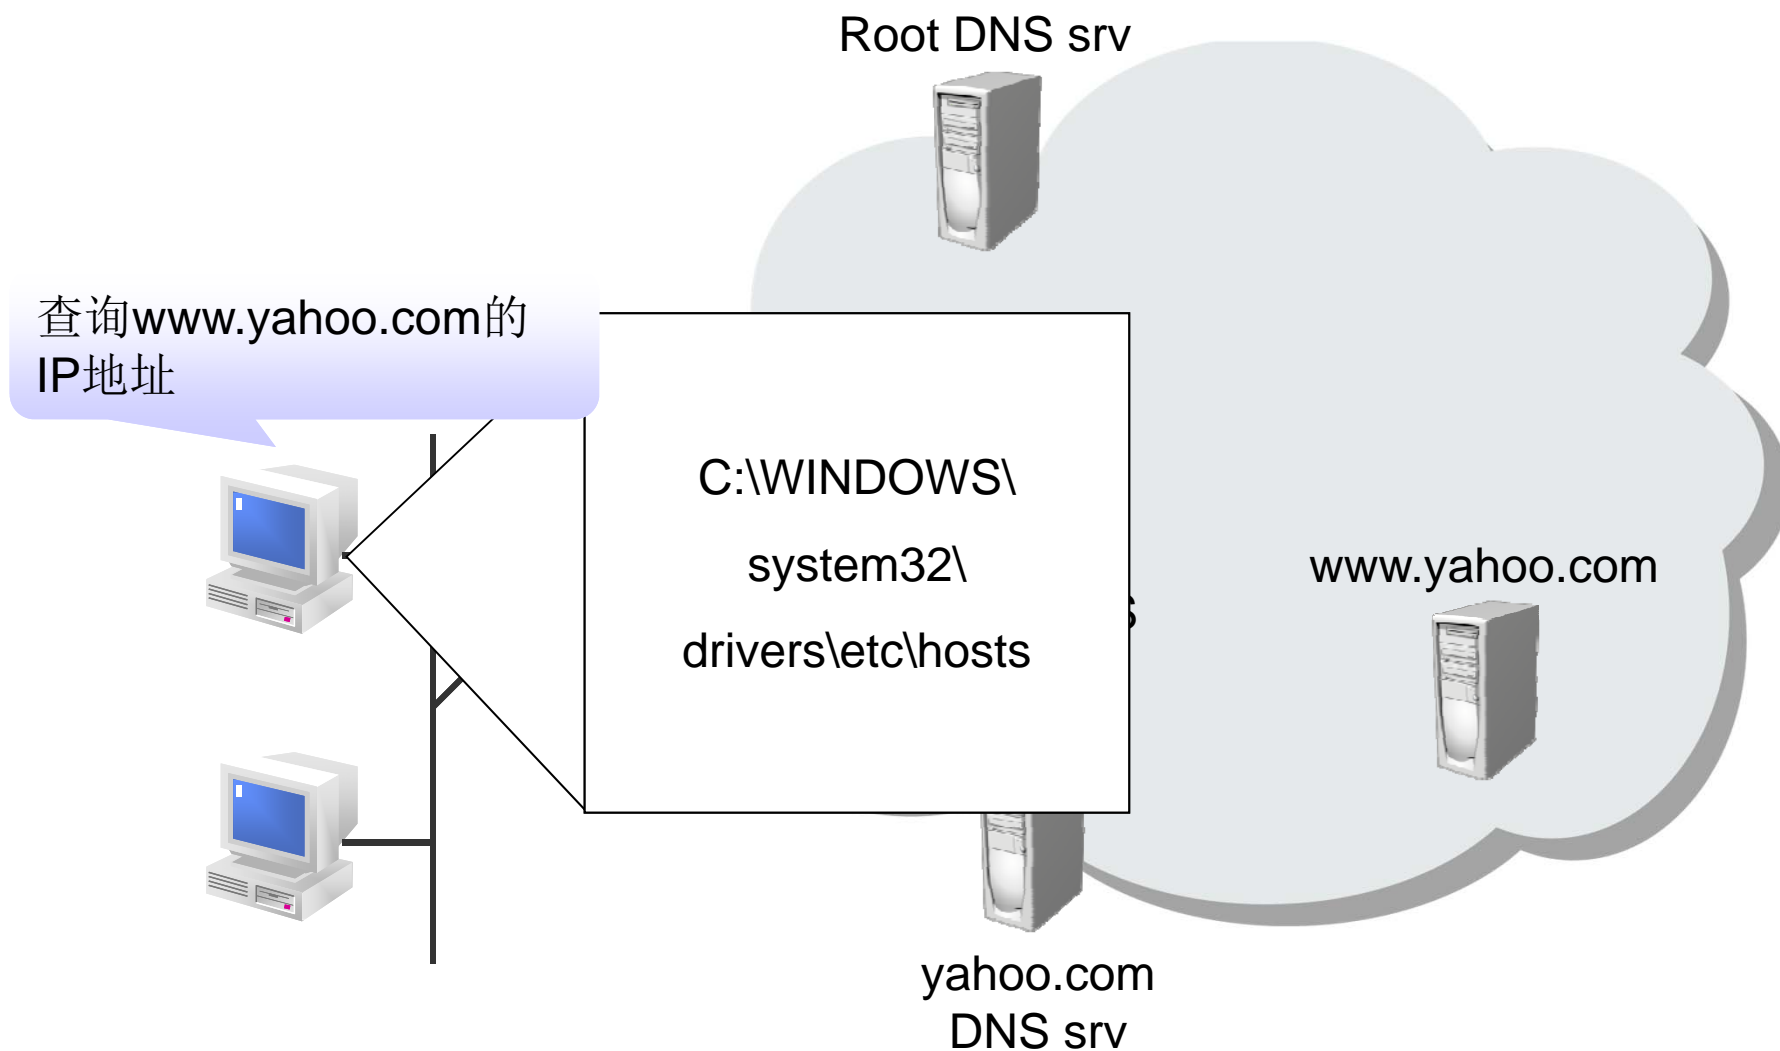 Root DNS srv
查询www.yahoo.com的
IP地址
C:\WINDOWS\
system32\
drivers\etc\hosts
www.yahoo.com
yahoo.com
DNS srv